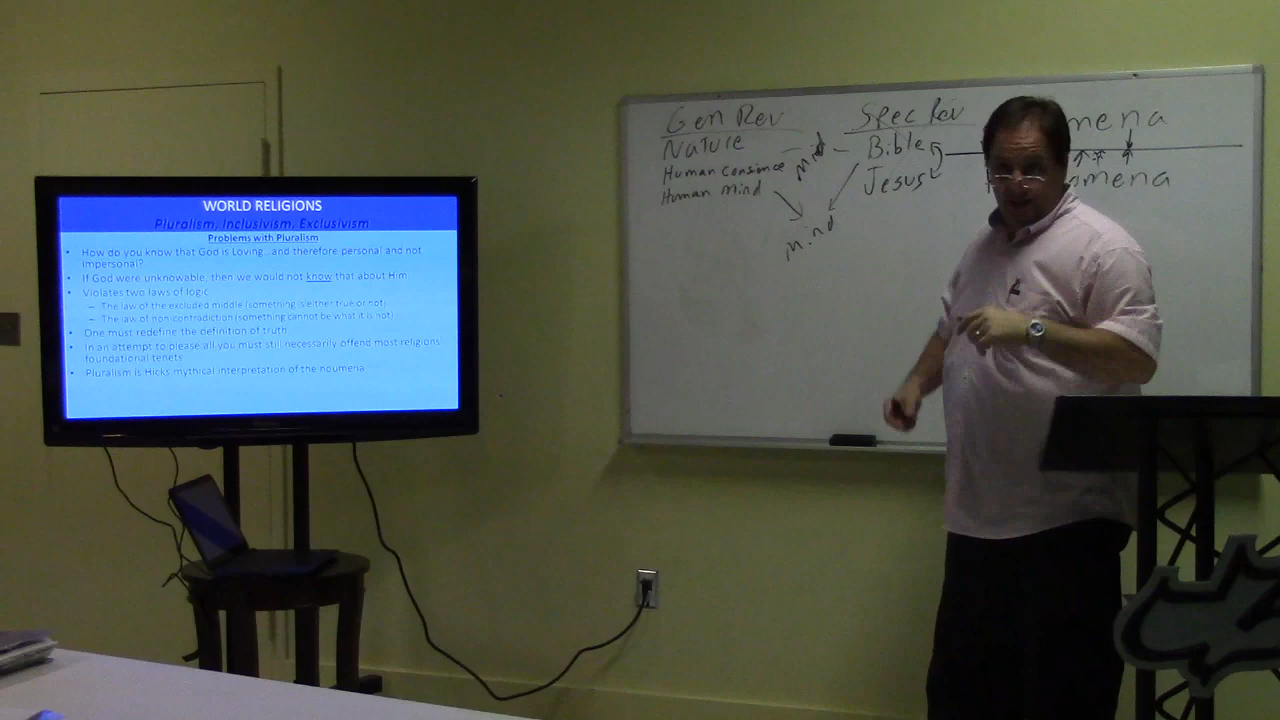 WORLD RELIGIONS
Pluralism, Inclusivism, Exclusivism
Problems with Pluralism
• How do you know that God is Loving...and therefore personal and not
impersonal?
• If God were unknowable, then we would not know that about Him.
• Violates two laws of logic
– The law of the excluded middle (something is either true or not)
– The law of non-contradiction (something cannot be what it is not)
• One must redefine the definition of truth
• In an attempt to please all you must still necessarily offend most religions
foundational tenets
• Pluralism is Hicks mythical interpretation of the noumena
Gen Rev
Nature
Human Consience
Human Mind
Mind
Mind
Spec Rev
Bible
Jesus
mena
omena